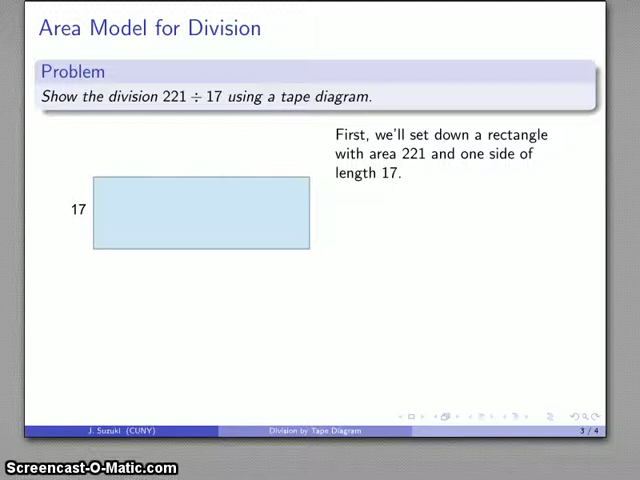 Area Model for Division
Problem
Show the division 221 ÷ 17 using a tape diagram.
First, we'll set down a rectangle
with area 221 and one side of
length 17.
17
J. Suzuki (CUNY)
Division by Tape Diagram
3 / 4
Screencast-O-Matic.com